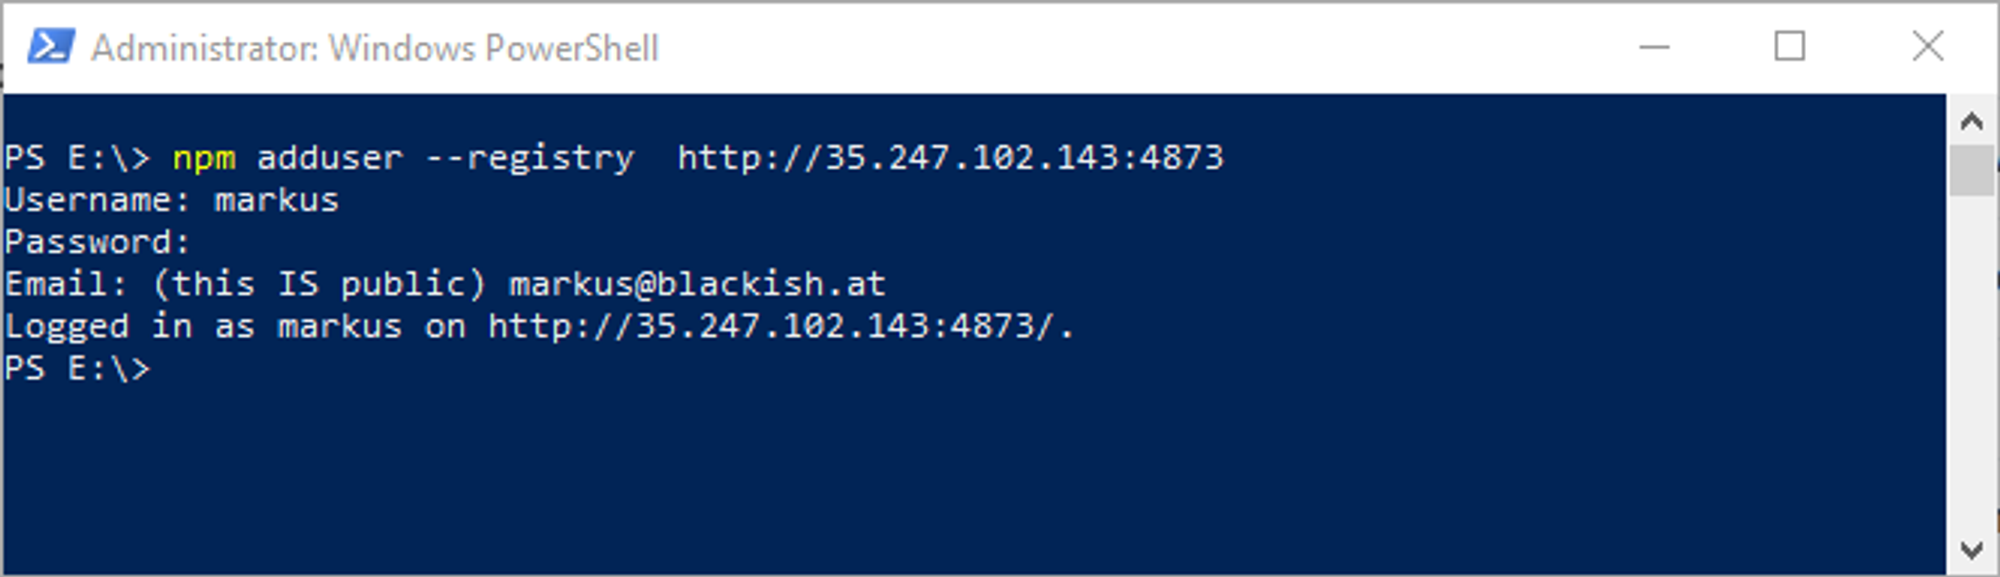 Administrator: Windows PowerShell
PS E:\> npm adduser --registry  http://35.247.102.143:4873
Username: markus
Password:
Email: (this IS public) markus@blackish.at
Logged in as markus on http://35.247.102.143:4873/.
PS E:\>